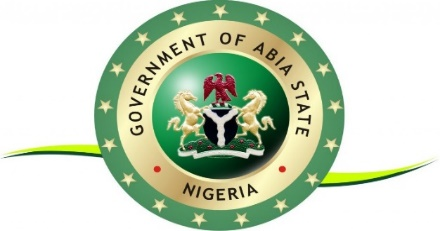 GOVERNMENT OF ABIA STATE
NIGERIA